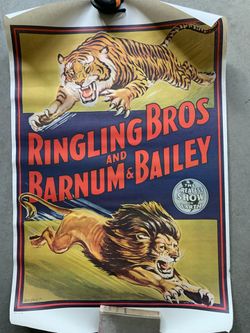 RINGLING BROS
AND
BARNUM & BAILEY
THE
GREATEST
SHOW
ON
EARTH